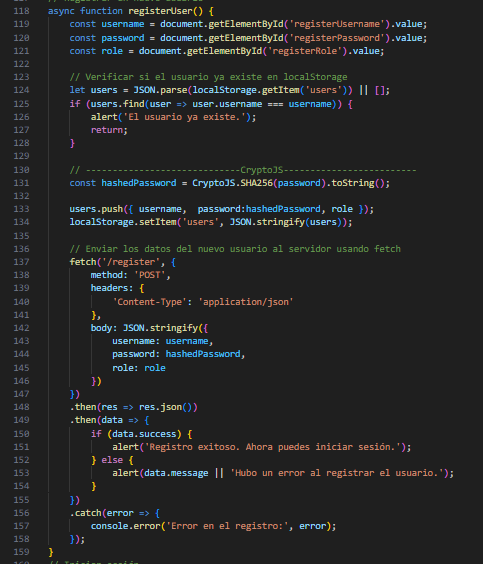 118 async function registerUser() {
119 const username = document.getElementById('registerUsername').value;
120 const password = document.getElementById('registerPassword').value;
121 const role = document.getElementById('registerRole').value;
122
123 // Verificar si el usuario ya existe en localStorage
124 let users = JSON.parse(localStorage.getItem('users')) || [];
125 if (users.find(user => user.username === username)) {
126 alert('El usuario ya existe.');
127 return;
128 }
129
130 // ----------------------------CryptoJS------------------------
131 const hashedPassword = CryptoJS.SHA256(password).toString();
132
133 users.push({ username,  password:hashedPassword, role });
134 localStorage.setItem('users', JSON.stringify(users));
135
136 // Enviar los datos del nuevo usuario al servidor usando fetch
137 fetch('/register', {
138 method: 'POST',
139 headers: {
140 'Content-Type': 'application/json'
141 },
142 body: JSON.stringify({
143 username: username,
144 password: hashedPassword,
145 role: role
146 })
147 })
148 .then(res => res.json())
149 .then(data => {
150 if (data.success) {
151 alert('Registro exitoso. Ahora puedes iniciar sesión.');
152 } else {
153 alert(data.message || 'Hubo un error al registrar el usuario.');
154 }
155 })
156 .catch(error => {
157 console.error('Error en el registro:', error);
158 });
159 }